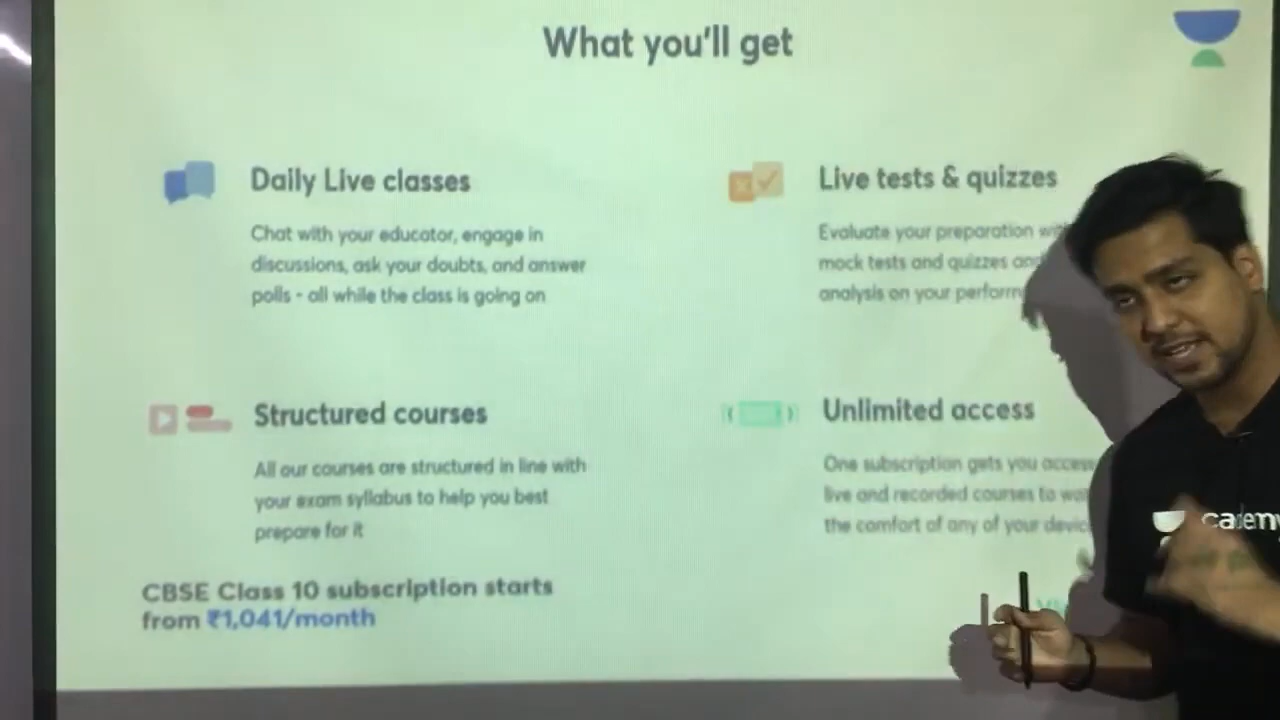 What you'll get
Daily Live classes
Chat with your educator, engage in
discussions, ask your doubts, and answer
polls - all while the class is going on
Live tests & quizzes
Evaluate your preparation with
mock tests and quizzes and
analysis on your
Structured courses
All our courses are structured in line with
your exam syllabus to help you best
prepare for it
Unlimited access
One subscription gets you access
live and recorded courses to
the comfort of any of your
CBSE Class 10 subscription starts
from ₹1,041/month
cademy